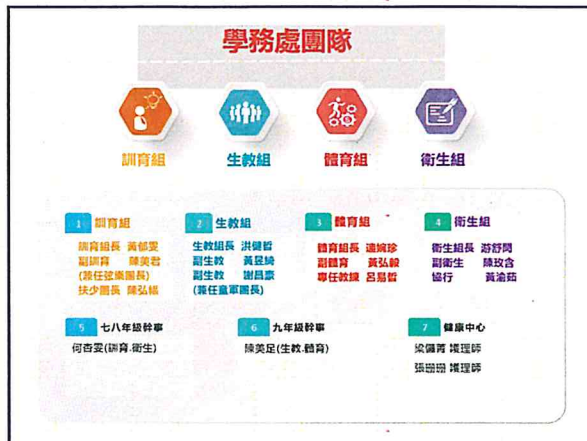 學務處團隊
訓育組
生教組
體育組
衛生組
1 訓育組
訓育組長 黃郁雯
副訓育 陳美君
(兼任弦樂團長)
扶少團長 陳弘
2 生教組
生教組長 洪健哲
副生教 黃昱綺
副生教 謝昌豪
(兼任童軍團長)
3 體育組
體育組長 連婉珍
副體育 黃弘毅
專任教練 呂易哲
4 衛生組
衛生組長 游舒閔
副衛生 陳玫含
協行 黃渝茹
5 七八年級幹事
何杏雯(訓育.衛生)
6 九年級幹事
陳美足(生教.體育)
7 健康中心
梁儷菁 護理師
張珊珊 護理師